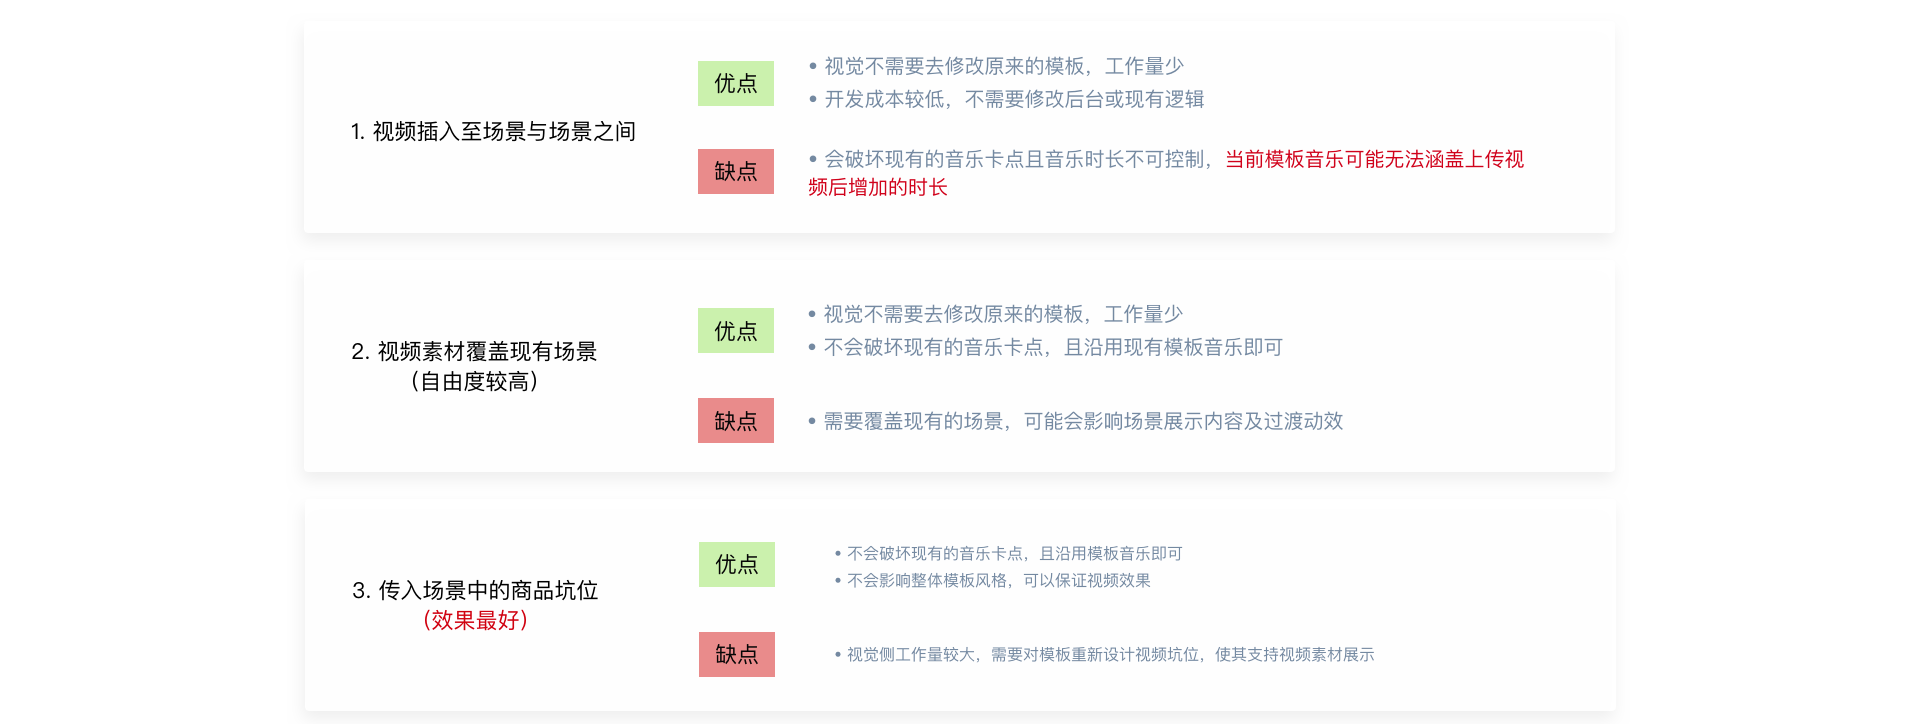 1. 视频插入至场景与场景之间
优点
• 视觉不需要去修改原来的模板，工作量少
• 开发成本较低，不需要修改后台或现有逻辑
缺点
• 会破坏现有的音乐卡点且音乐时长不可控制，当前模板音乐可能无法涵盖上传视
频后增加的时长
2. 视频素材覆盖现有场景
（自由度较高）
优点
• 视觉不需要去修改原来的模板，工作量少
• 不会破坏现有的音乐卡点，且沿用现有模板音乐即可
缺点
• 需要覆盖现有的场景，可能会影响场景展示内容及过渡动效
3. 传入场景中的商品坑位
（效果最好）
优点
• 不会破坏现有的音乐卡点，且沿用模板音乐即可
• 不会影响整体模板风格，可以保证视频效果
缺点
• 视觉侧工作量较大，需要对模板重新设计视频坑位，使其支持视频素材展示